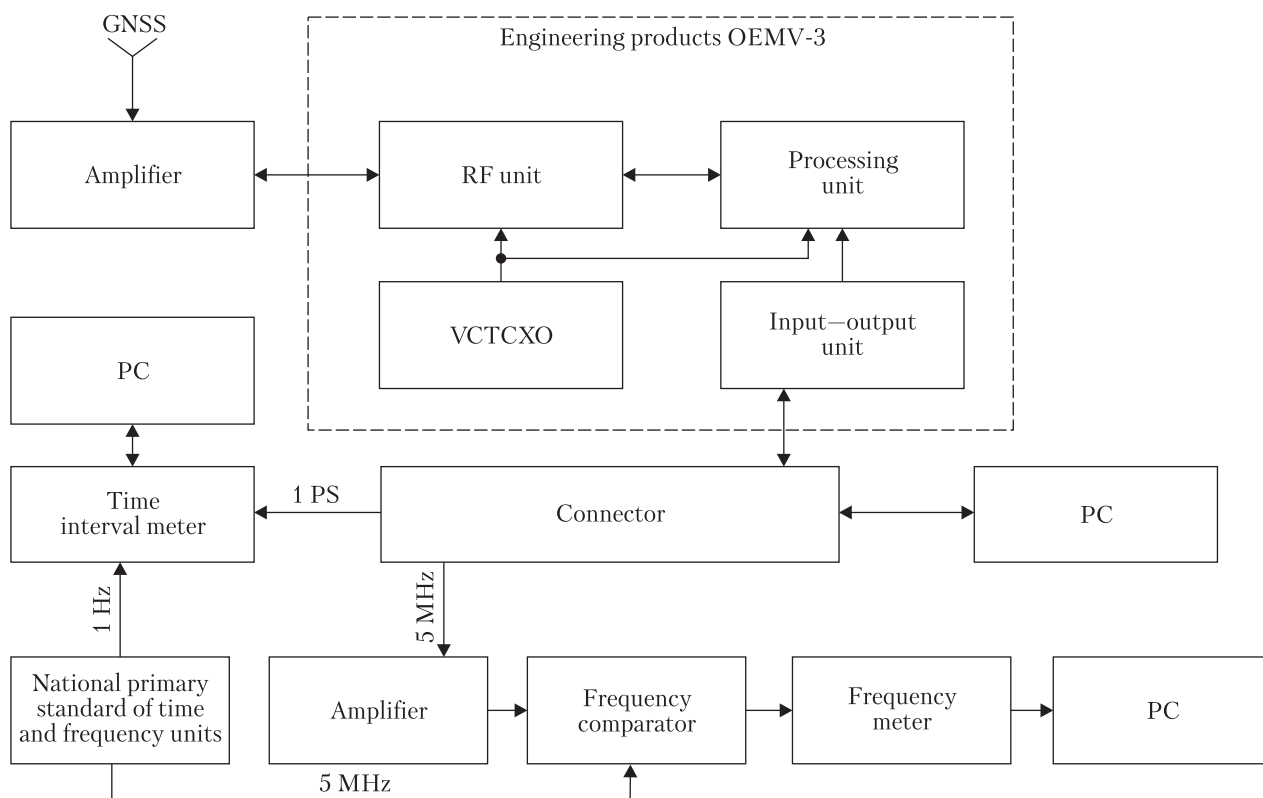 GNSS
Engineering products OEMV-3
Amplifier
RF unit
Processing
unit
VCTCXO
Input—output
unit
PC
Time
interval meter
1 PS
Connector
PC
1 Hz
5 MHz
National primary
standard of time
and frequency units
Amplifier
Frequency
comparator
Frequency
meter
PC
5 MHz